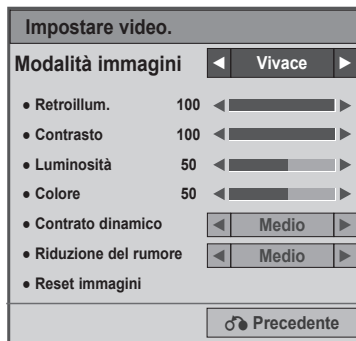 Impostare video.
Modalità immagini ◄ Vivace ►
● Retroillum. 100
● Contrasto 100
● Luminosità 50
● Colore 50
● Contrato dinamico ◄ Medio ►
● Riduzione del rumore ◄ Medio ►
● Reset immagini
Precedente